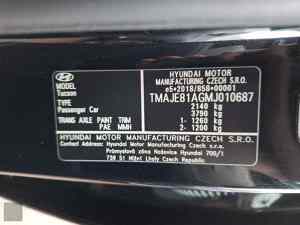 HYUNDAI MOTOR
MANUFACTURING CZECH S.R.O.
HYUNDAI
e5*2018/858*00001
MODEL
Tucson
TMAJE81AGMJ010687
TYPE
Passenger Car
2140 kg
3790 kg
TRANS AXLE PAINT TRIM
1- 1260 kg
PAE MMH
2- 1200 kg
HYUNDAI MOTOR MANUFACTURING CZECH S.R.O.
Contact address: Hyundai Motor Manufacturing Czech s.r.o.
Průmyslová zóna Nošovice Hyundai 700/1
739 51 Nižní Lhoty Czech Republic